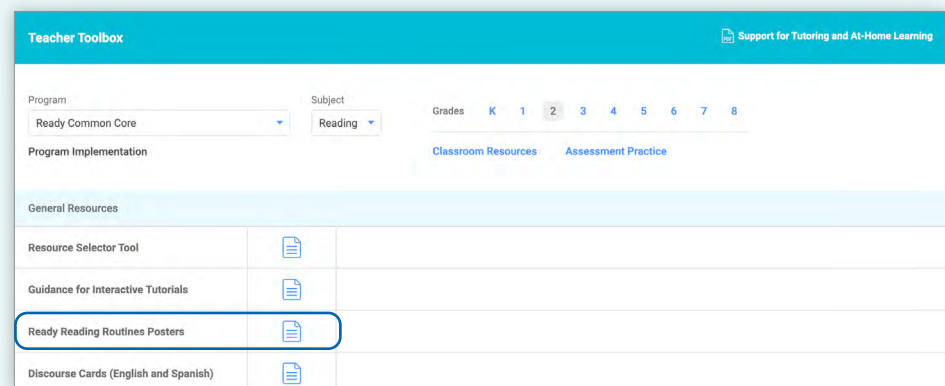 Teacher Toolbox
PDF Support for Tutoring and At-Home Learning
Program
Subject
Ready Common Core
Reading
Grades K 1 2 3 4 5 6 7 8
Program Implementation
Classroom Resources Assessment Practice
General Resources
Resource Selector Tool
Guidance for Interactive Tutorials
Ready Reading Routines Posters
Discourse Cards (English and Spanish)